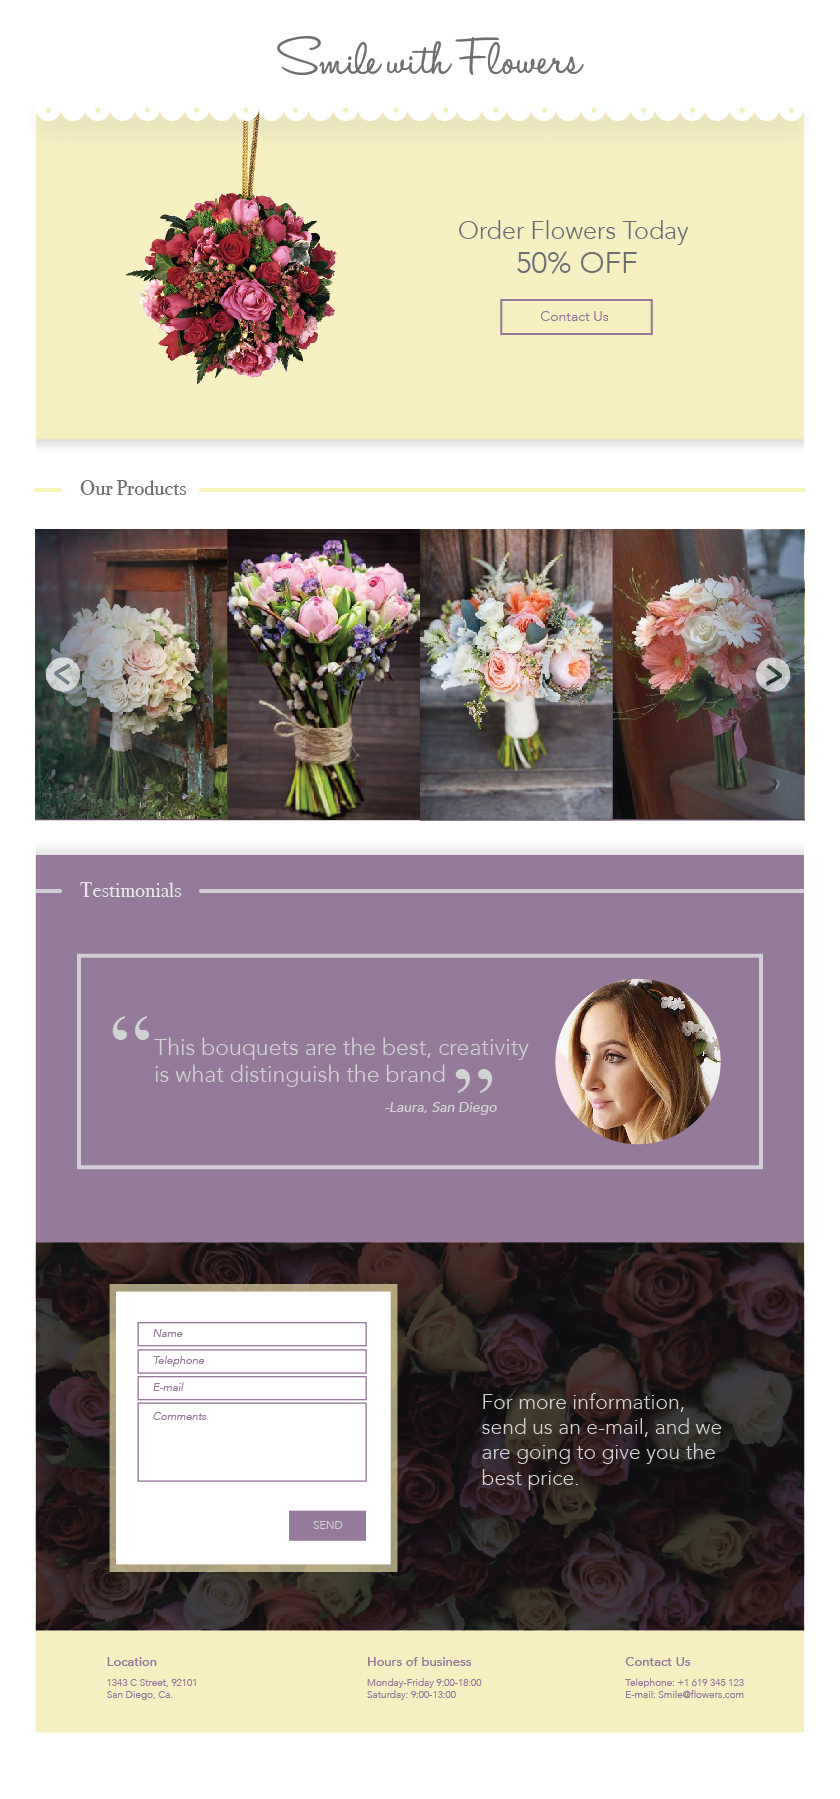 Smile with Flowers
Order Flowers Today
50% OFF
Contact Us
Our Products
Testimonials
“This bouquets are the best, creativity
is what distinguish the brand”
-Laura, San Diego
Name
Telephone
E-mail
Comments
SEND
For more information,
send us an e-mail, and we
are going to give you the
best price.
Location
1343 C Street, 92101
San Diego, Ca.
Hours of business
Monday-Friday 9:00-18:00
Saturday: 9:00-13:00
Contact Us
Telephone: +1 619 345 123
E-mail: Smile@flowers.com